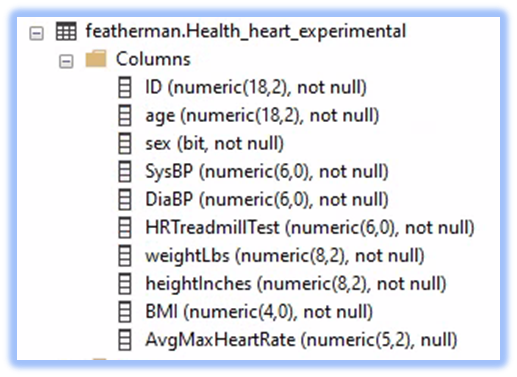 featherman.Health_heart_experimental
Columns
ID (numeric(18,2), not null)
age (numeric(18,2), not null)
sex (bit, not null)
SysBP (numeric(6,0), not null)
DiaBP (numeric(6,0), not null)
HRTreadmillTest (numeric(6,0), not null)
weightLbs (numeric(8,2), not null)
heightInches (numeric(8,2), not null)
BMI (numeric(4,0), not null)
AvgMaxHeartRate (numeric(5,2), null)